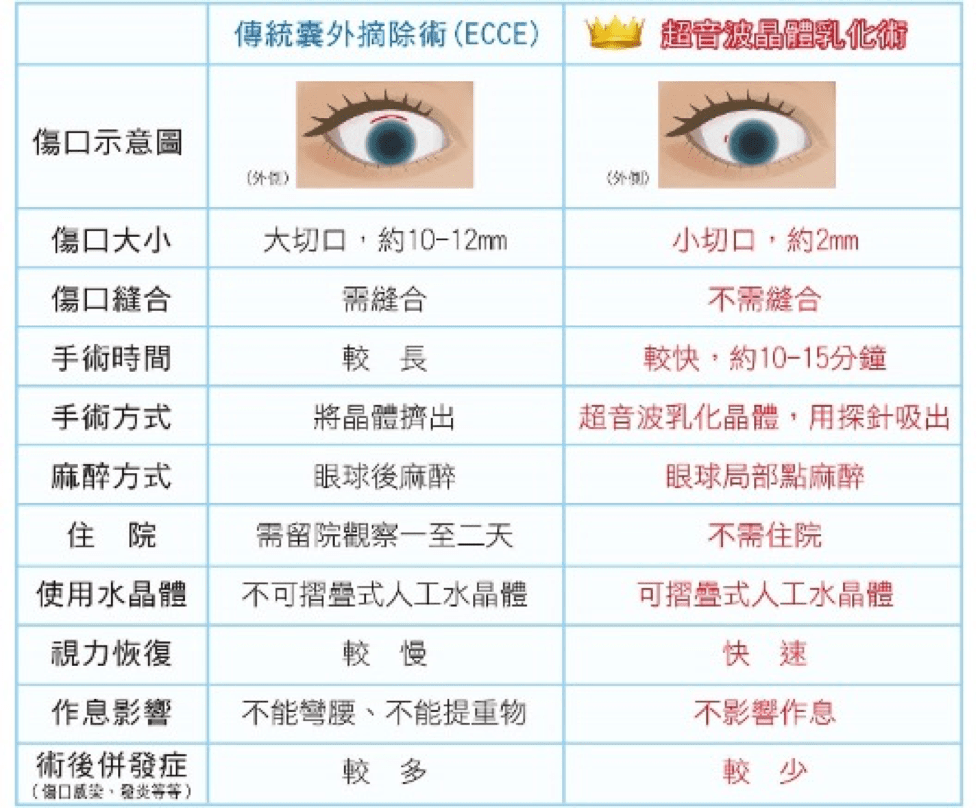 傳統囊外摘除術(ECCE)
超音波晶體乳化術
傷口示意圖
(外側)
(外側)
傷口大小
大切口，約10-12mm
小切口，約2mm
傷口縫合
需縫合
不需縫合
手術時間
較 長
較快，約10-15分鐘
手術方式
將晶體擠出
超音波乳化晶體，用探針吸出
麻醉方式
眼球後麻醉
眼球局部點麻醉
住 院
需留院觀察一至二天
不需住院
使用水晶體
不可摺疊式人工水晶體
可摺疊式人工水晶體
視力恢復
較 慢
快 速
作息影響
不能彎腰、不能提重物
不影響作息
術後併發症
(傷口感染、發炎等等)
較 多
較 少